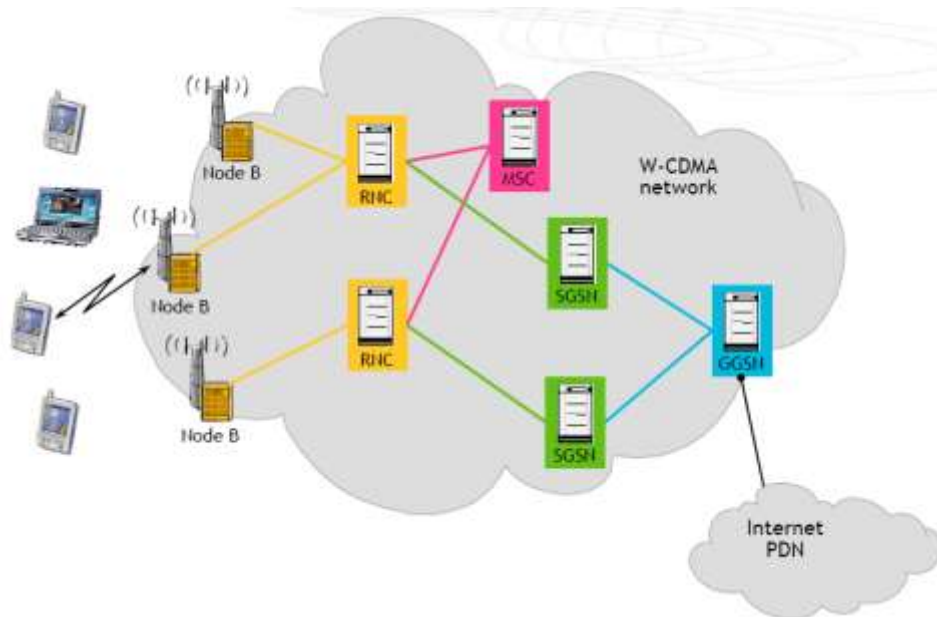 Node B
RNC
MSC
W-CDMA
network
Node B
SGSN
RNC
GGSN
Node B
SGSN
Internet
PDN